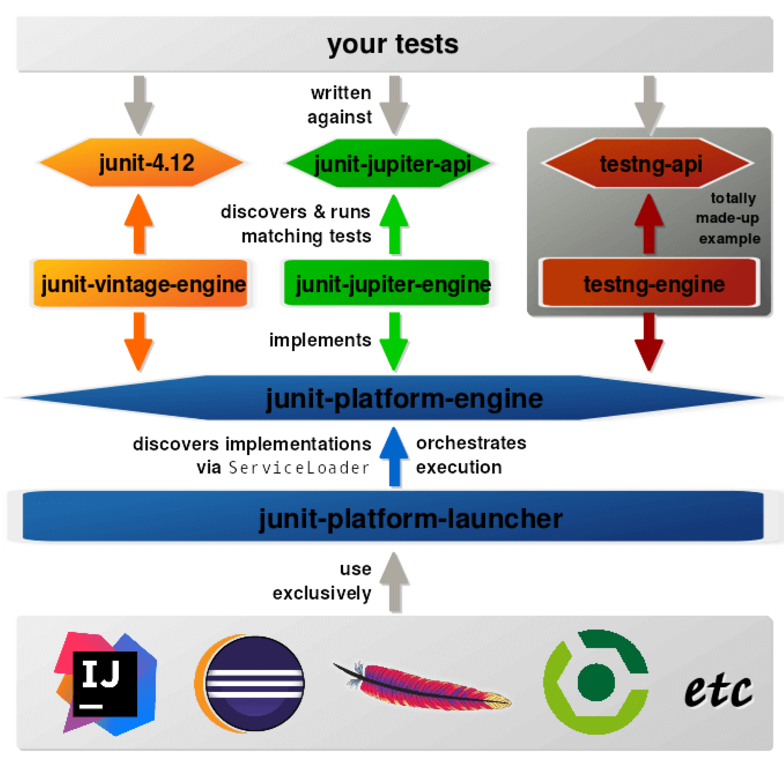 your tests
written
against
junit-4.12
junit-jupiter-api
testng-api
discovers & runs
matching tests
totally
made-up
example
junit-vintage-engine
junit-jupiter-engine
testng-engine
implements
junit-platform-engine
discovers implementations
via ServiceLoader
orchestrates
execution
junit-platform-launcher
use
exclusively
IJ
etc